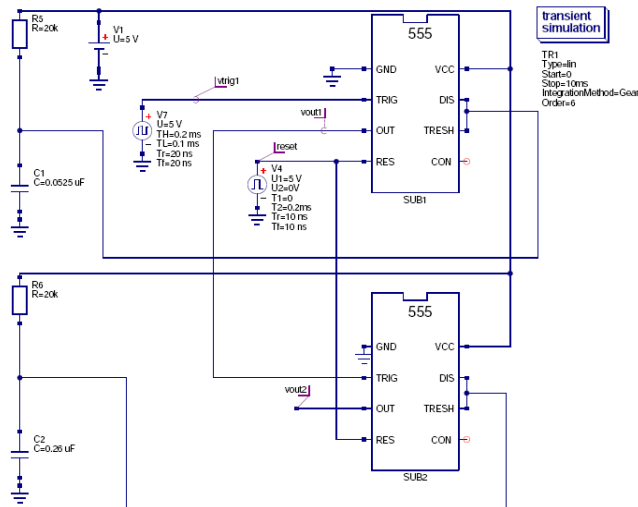 R5
R=20k
V1
U=5 V
555
GND
VCC
TRIG
DIS
OUT
TRESH
RES
CON
SUB1
transient
simulation
TR1
Type=lin
Start=0
Stop=10ms
IntegrationMethod=Gear
Order=6
vtrig1
vout1
V7
U=5 V
TH=0.2 ms
TL=0.1 ms
Tr=20 ns
Tf=20 ns
reset
V4
U1=5 V
U2=0V
T1=0
T2=0.2ms
Tr=10 ns
Tf=10 ns
C1
C=0.0525 uF
R6
R=20k
555
GND
VCC
TRIG
DIS
OUT
TRESH
RES
CON
SUB2
vout2
C2
C=0.26 uF